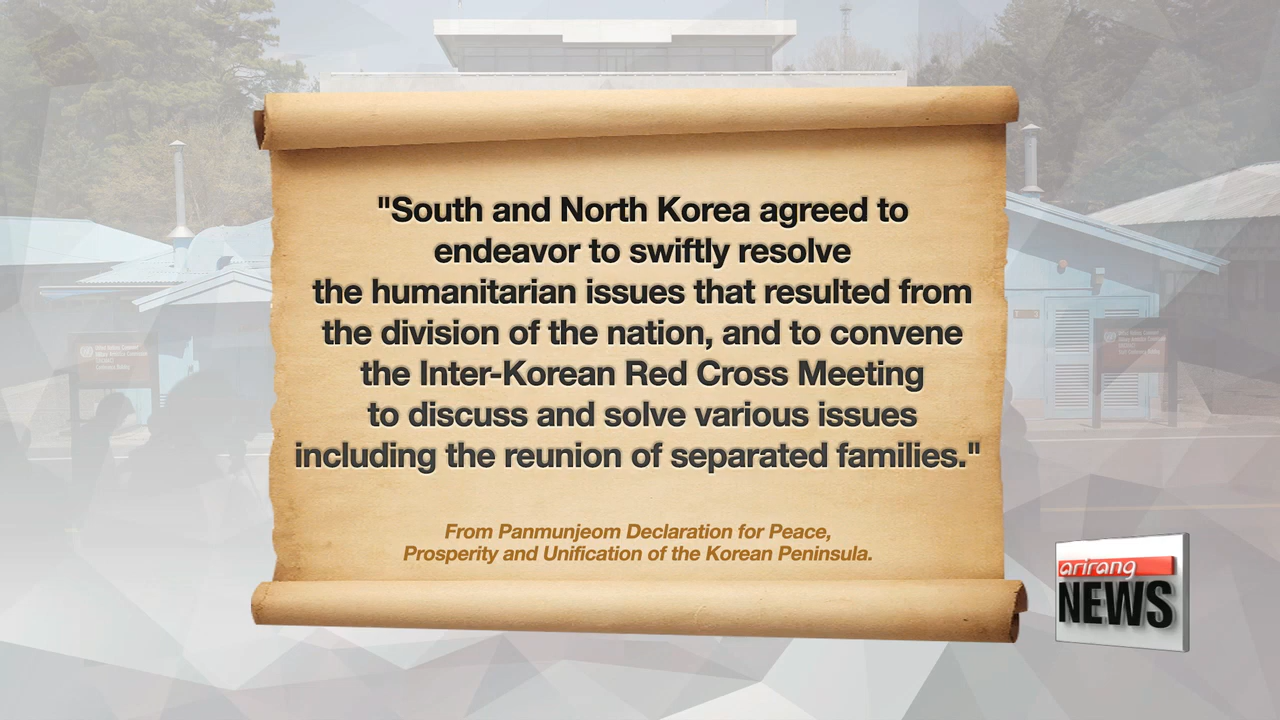 "South and North Korea agreed to
endeavor to swiftly resolve
the humanitarian issues that resulted from
the division of the nation, and to convene
the Inter-Korean Red Cross Meeting
to discuss and solve various issues
including the reunion of separated families."
From Panmunjeom Declaration for Peace,
Prosperity and Unification of the Korean Peninsula.
arirang
NEWS